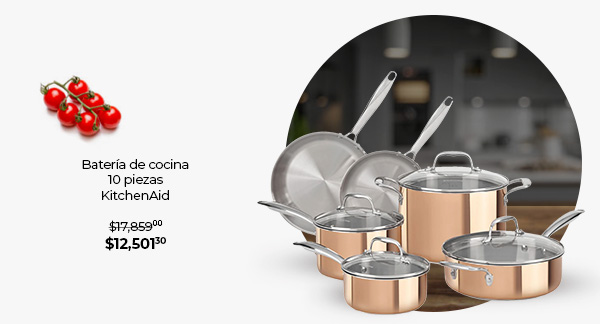 Batería de cocina
10 piezas
KitchenAid
$17,859⁰⁰
$12,501³⁰